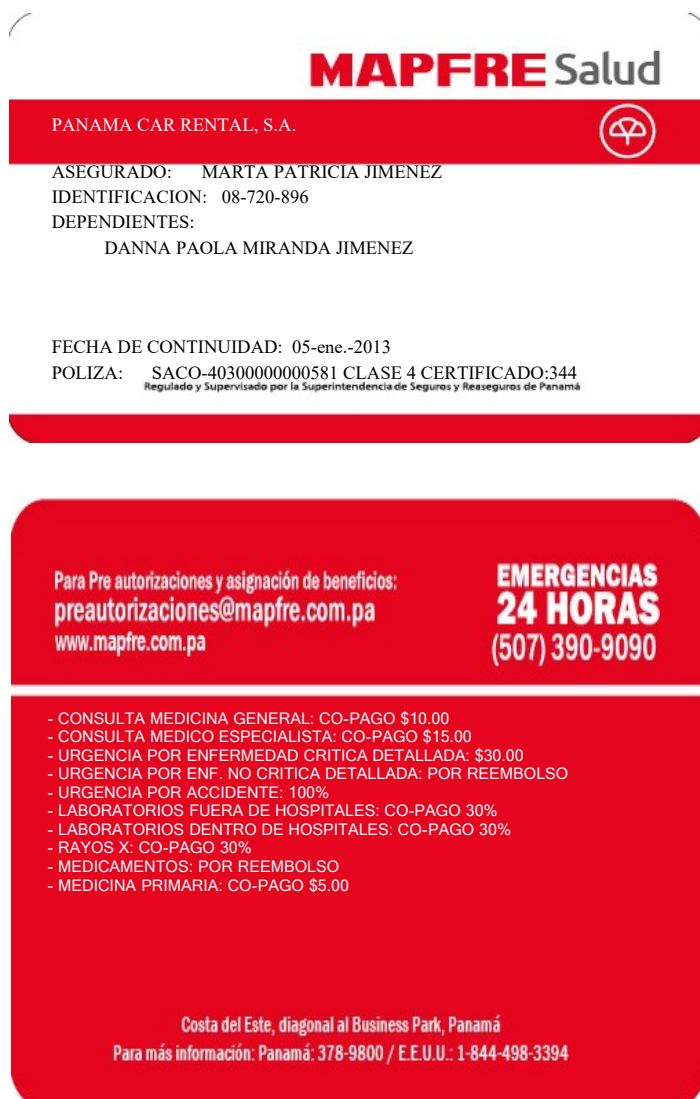 MAPFRE Salud
PANAMA CAR RENTAL, S.A.
ASEGURADO: MARTA PATRICIA JIMENEZ
IDENTIFICACION: 08-720-896
DEPENDIENTES:
DANNA PAOLA MIRANDA JIMENEZ
FECHA DE CONTINUIDAD: 05-ene.-2013
POLIZA: SACO-40300000000581 CLASE 4 CERTIFICADO:344
Regulado y Supervisado por la Superintendencia de Seguros y Reaseguros de Panamá
Para Pre autorizaciones y asignación de beneficios:
preautorizaciones@mapfre.com.pa
www.mapfre.com.pa
EMERGENCIAS
24 HORAS
(507) 390-9090
- CONSULTA MEDICINA GENERAL: CO-PAGO $10.00
- CONSULTA MEDICO ESPECIALISTA: CO-PAGO $15.00
- URGENCIA POR ENFERMEDAD CRITICA DETALLADA: $30.00
- URGENCIA POR ENF. NO CRITICA DETALLADA: POR REEMBOLSO
- URGENCIA POR ACCIDENTE: 100%
- LABORATORIOS FUERA DE HOSPITALES: CO-PAGO 30%
- LABORATORIOS DENTRO DE HOSPITALES: CO-PAGO 30%
- RAYOS X: CO-PAGO 30%
- MEDICAMENTOS: POR REEMBOLSO
- MEDICINA PRIMARIA: CO-PAGO $5.00
Costa del Este, diagonal al Business Park, Panamá
Para más información: Panamá: 378-9800 / E.E.U.U.: 1-844-498-3394